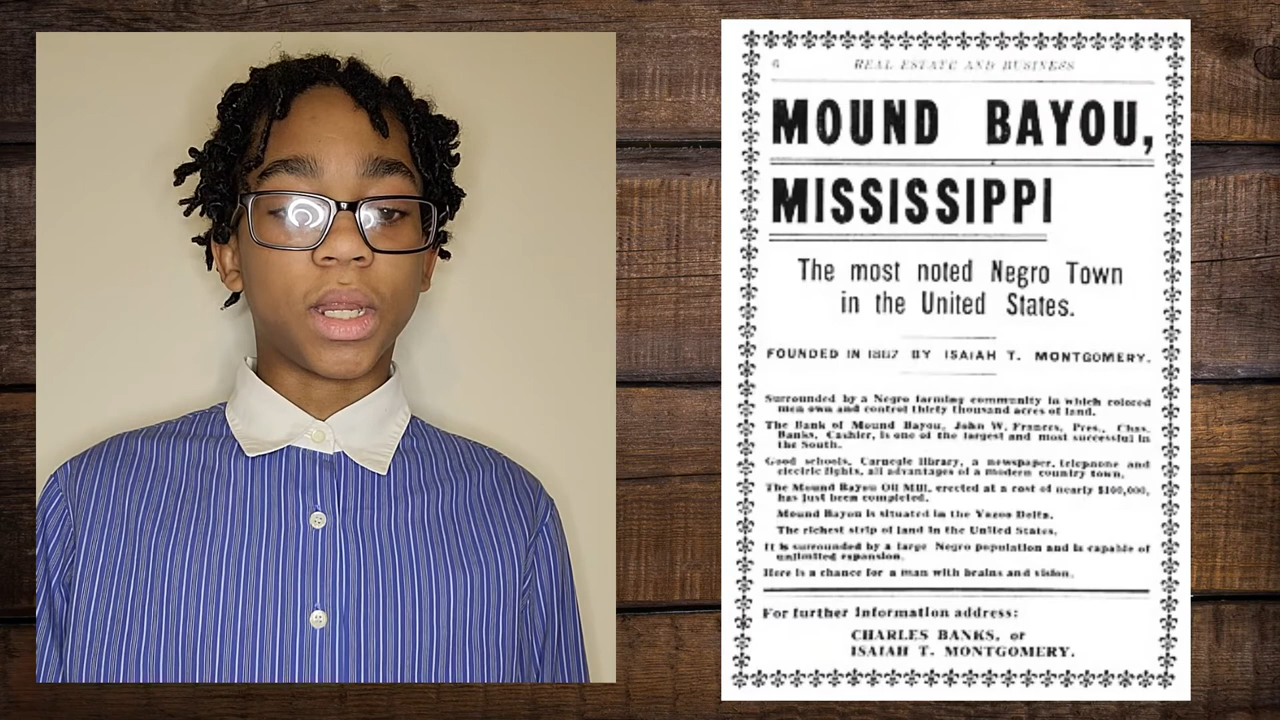 6 REAL ESTATE AND BUSINESS
MOUND BAYOU,
MISSISSIPPI
The most noted Negro Town
in the United States.
FOUNDED IN 1887 BY ISAIAH T. MONTGOMERY.
Surrounded by a Negro farming community in which colored
men own and control thirty thousand acres of land.
The Bank of Mound Bayou, John W. Frances, Pres., Chas.
Banks, Cashier, is one of the largest and most successful in
the South.
Good schools, Carnegie library, a newspaper, telephone and
electric lights, all advantages of a modern country town.
The Mound Bayou Oil Mill, erected at a cost of nearly $100,000,
has just been completed.
Mound Bayou is situated in the Yazoo Delta.
The richest strip of land in the United States.
It is surrounded by a large Negro population and is capable of
unlimited expansion.
Here is a chance for a man with brains and vision.
For further information address:
CHARLES BANKS, or
ISAIAH T. MONTGOMERY.